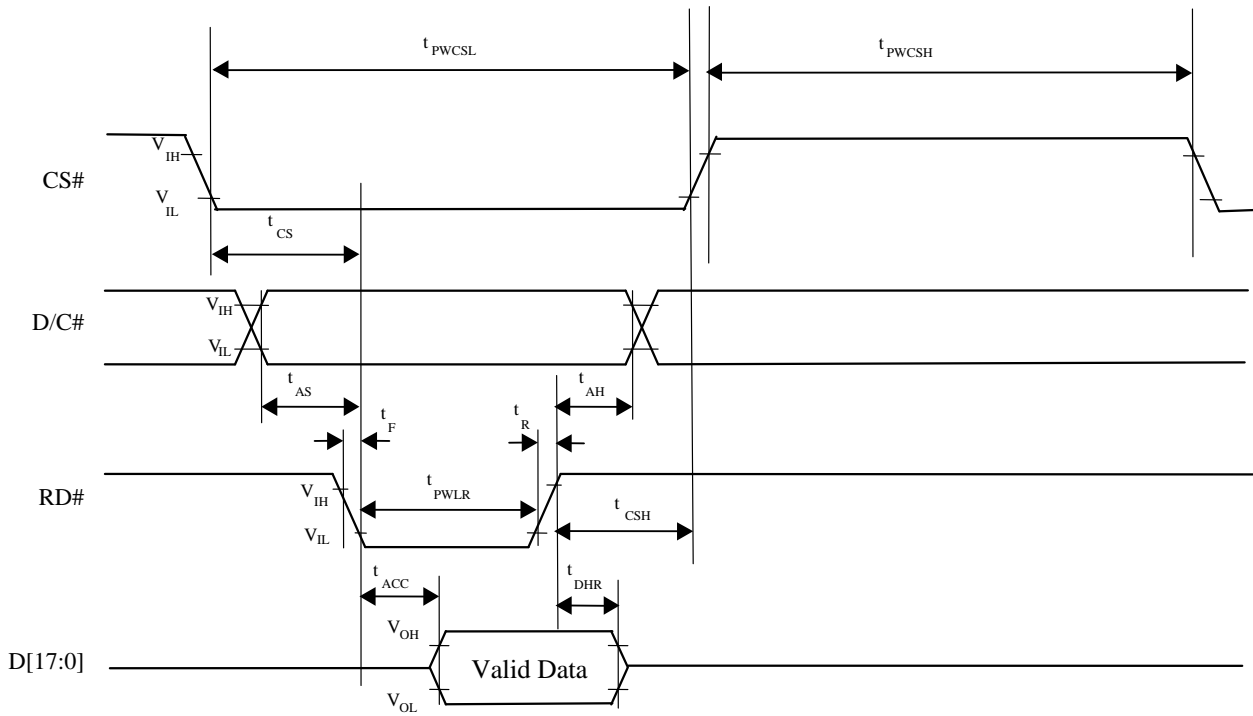 t PWCSL
t PWCSH
CS#
V IH
V IL
t CS
D/C#
V IH
V IL
t AS
t AH
t F
t R
RD#
V IH
V IL
t PWLR
t CSH
t ACC
t DHR
D[17:0]
V OH
V OL
Valid Data